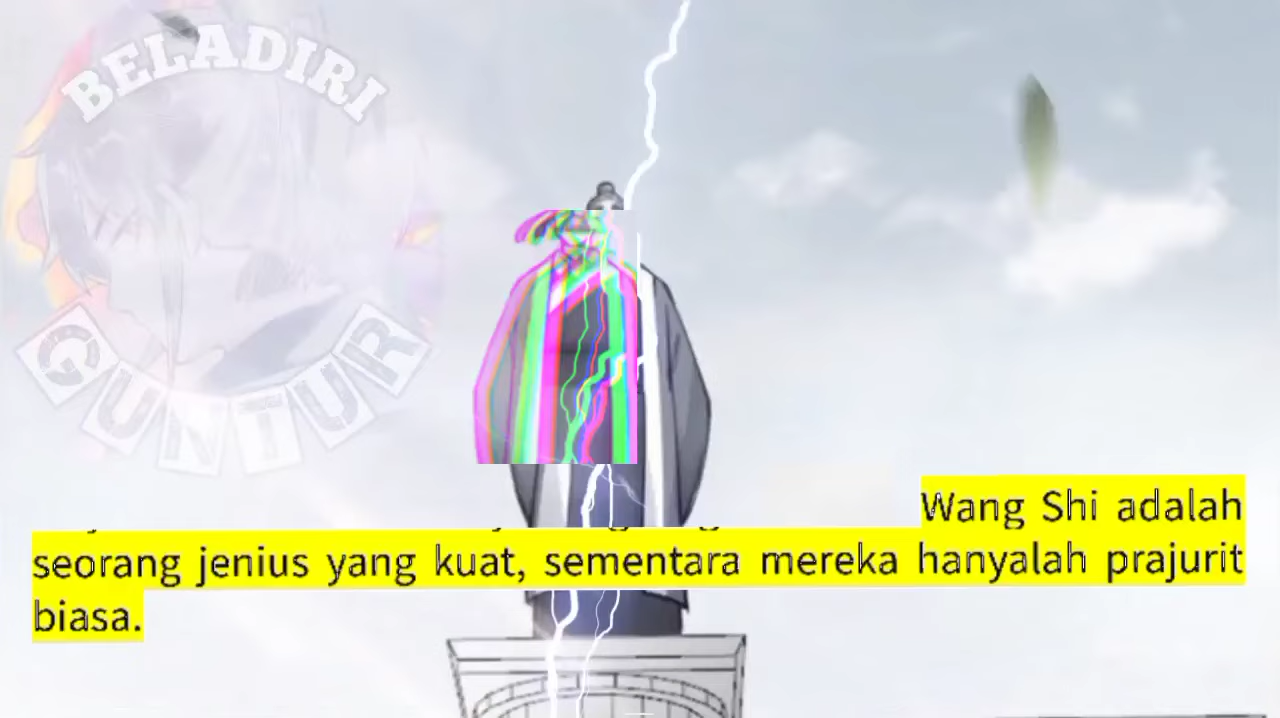 BELADIRI
GUNTUR
Wang Shi adalah
seorang jenius yang kuat, sementara mereka hanyalah prajurit
biasa.